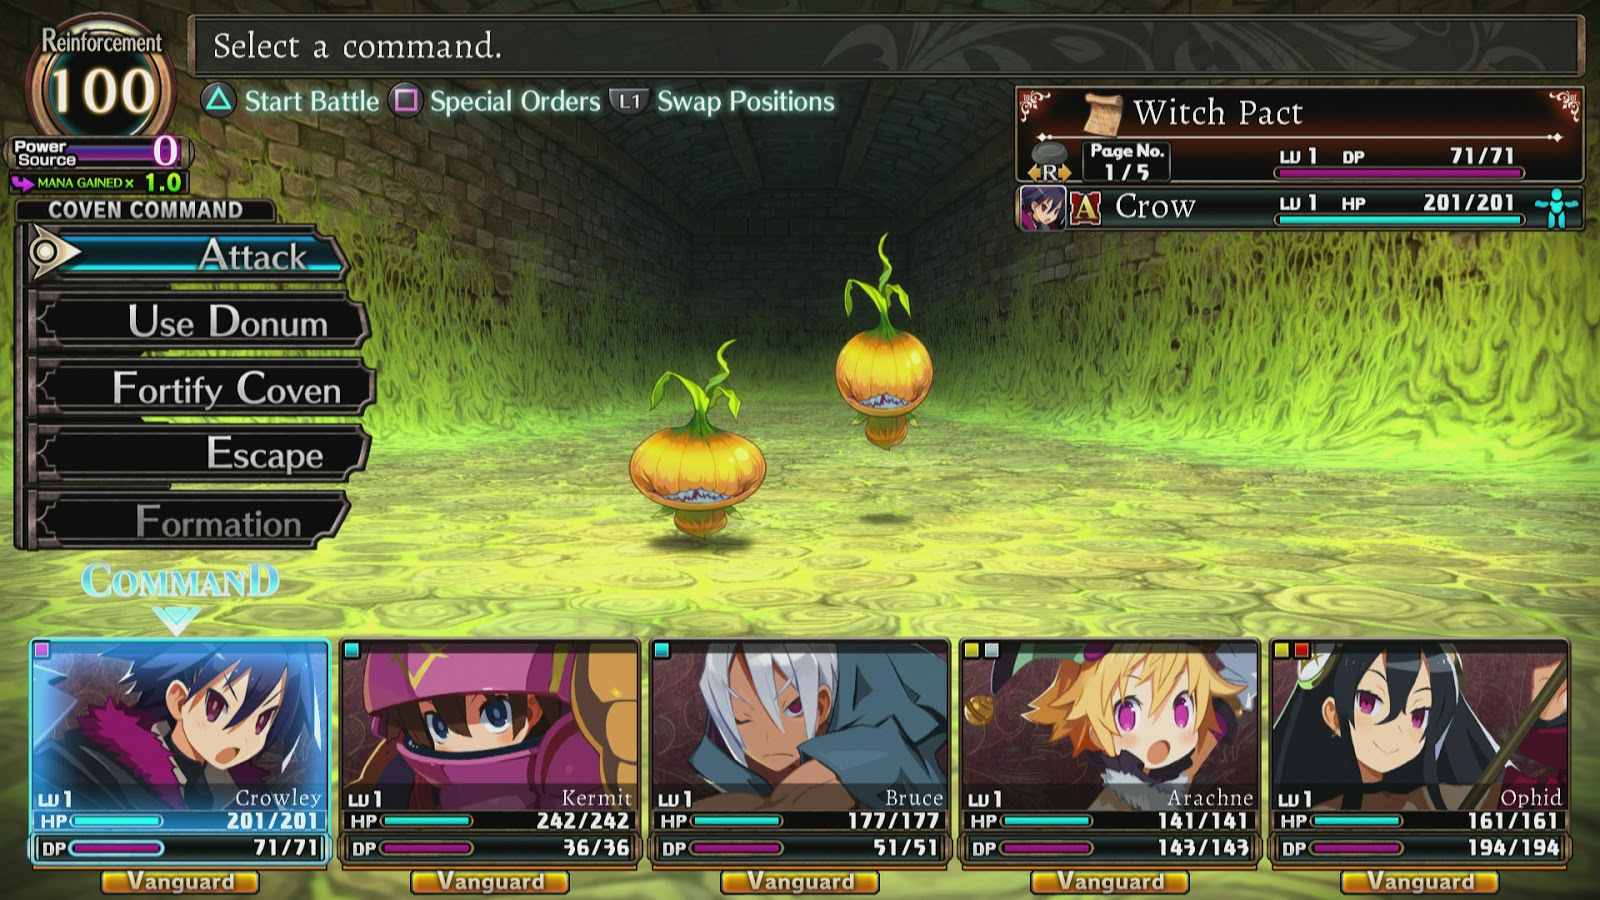 Reinforcement
100
Select a command.
Start Battle Special Orders L1 Swap Positions
Power Source 0
MANA GAINED × 1.0
COVEN COMMAND
Attack
Use Donum
Fortify Coven
Escape
Formation
COMMAND
Witch Pact
R Page No. 1/5 LV 1 DP 71/71
A Crow LV 1 HP 201/201
LV 1 Crowley
HP 201/201
DP 71/71
Vanguard
LV 1 Kermit
HP 242/242
DP 36/36
Vanguard
LV 1 Bruce
HP 177/177
DP 51/51
Vanguard
LV 1 Arachne
HP 141/141
DP 143/143
Vanguard
LV 1 Ophid
HP 161/161
DP 194/194
Vanguard